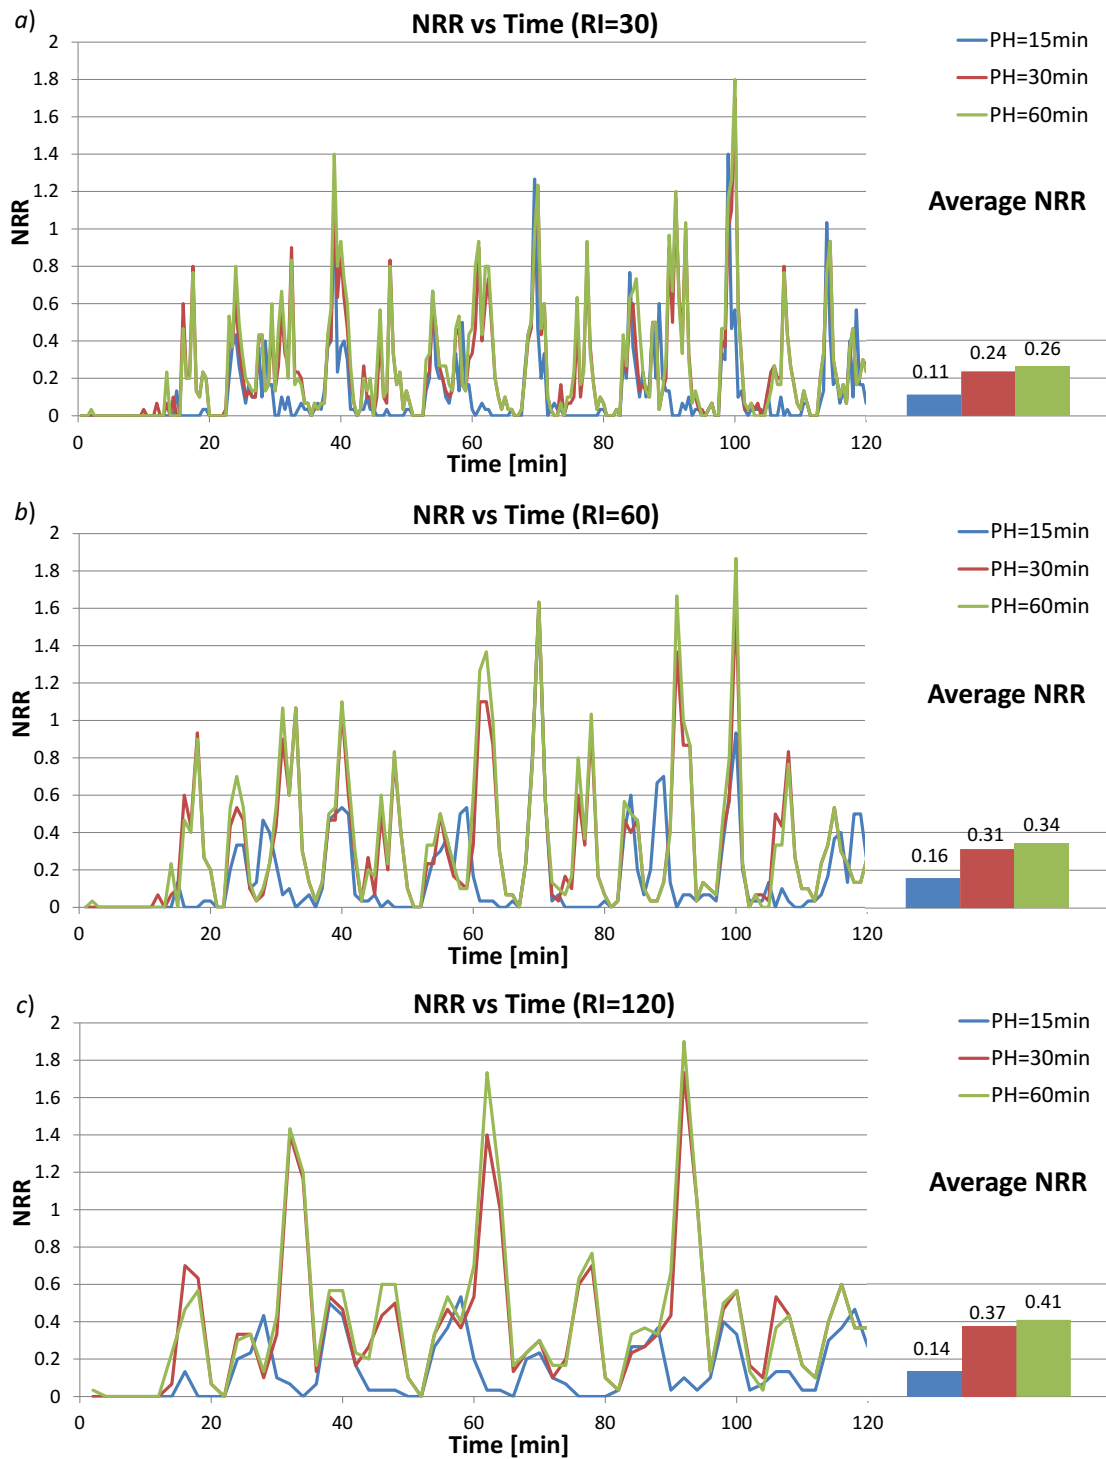 a)
NRR vs Time (RI=30)
2
1.8
1.6
1.4
1.2
1
0.8
0.6
0.4
0.2
0
NRR
0 20 40 60 80 100 120
Time [min]
PH=15min
PH=30min
PH=60min
Average NRR
0.11 0.24 0.26
b)
NRR vs Time (RI=60)
2
1.8
1.6
1.4
1.2
1
0.8
0.6
0.4
0.2
0
NRR
0 20 40 60 80 100 120
Time [min]
PH=15min
PH=30min
PH=60min
Average NRR
0.16 0.31 0.34
c)
NRR vs Time (RI=120)
2
1.8
1.6
1.4
1.2
1
0.8
0.6
0.4
0.2
0
NRR
0 20 40 60 80 100 120
Time [min]
PH=15min
PH=30min
PH=60min
Average NRR
0.14 0.37 0.41